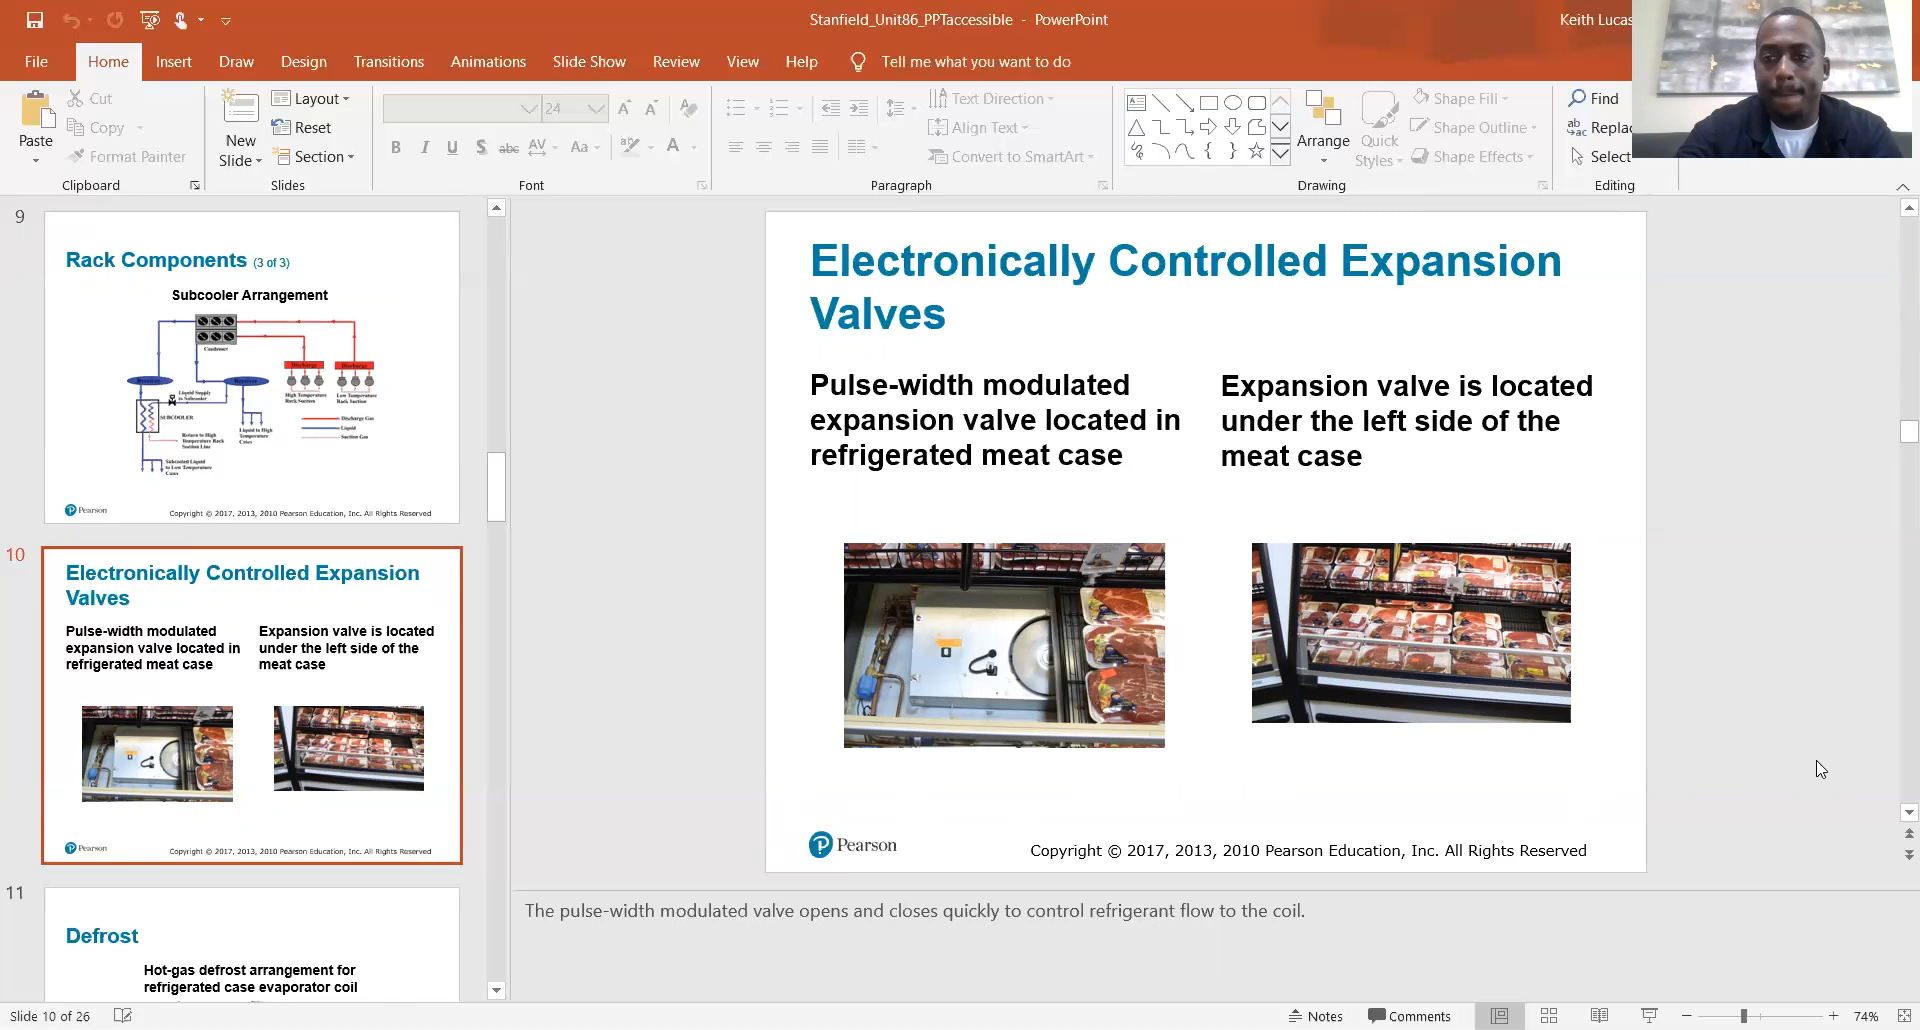 Stanfield_Unit86_PPTaccessible - PowerPoint
Keith Lucas
File Home Insert Draw Design Transitions Animations Slide Show Review View Help Tell me what you want to do
Paste
Cut
Copy
Format Painter
Clipboard
New
Slide
Layout
Reset
Section
Slides
24
B I U S abc AV Aa A
Font
Text Direction
Align Text
Convert to SmartArt
Paragraph
Arrange
Quick
Styles
Shape Fill
Shape Outline
Shape Effects
Drawing
Find
Replac
Select
Editing
9
Rack Components (3 of 3)
Subcooler Arrangement
Condenser
Discharge
Discharge
Receiver
Receiver
Liquid Supply
to Subcooler
High Temperature
Rack Suction
Low Temperature
Rack Suction
SUBCOOLER
Return to High
Temperature Rack
Suction Line
Liquid to High
Temperature
Cases
Discharge Gas
Liquid
Suction Gas
Subcooled Liquid
to Low Temperature
Cases
Pearson
Copyright © 2017, 2013, 2010 Pearson Education, Inc. All Rights Reserved
10
Electronically Controlled Expansion
Valves
Pulse-width modulated
expansion valve located in
refrigerated meat case
Expansion valve is located
under the left side of the
meat case
Pearson
Copyright © 2017, 2013, 2010 Pearson Education, Inc. All Rights Reserved
11
Defrost
Hot-gas defrost arrangement for
refrigerated case evaporator coil
Electronically Controlled Expansion
Valves
Pulse-width modulated
expansion valve located in
refrigerated meat case
Expansion valve is located
under the left side of the
meat case
Pearson
Copyright © 2017, 2013, 2010 Pearson Education, Inc. All Rights Reserved
The pulse-width modulated valve opens and closes quickly to control refrigerant flow to the coil.
Slide 10 of 26
Notes
Comments
74%